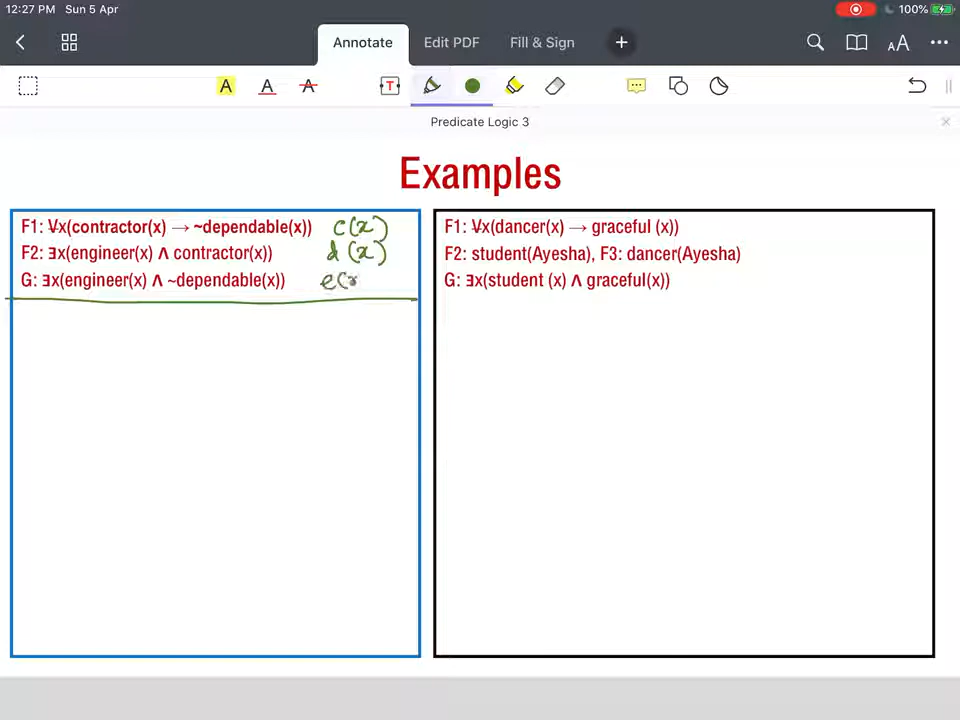 12:27 PM Sun 5 Apr 100%
Annotate Edit PDF Fill & Sign + AA
A A A T
Predicate Logic 3
Examples
F1: ∀x(contractor(x) → ~dependable(x)) c(x)
F2: ∃x(engineer(x) ∧ contractor(x)) d(x)
G: ∃x(engineer(x) ∧ ~dependable(x)) e(x
F1: ∀x(dancer(x) → graceful (x))
F2: student(Ayesha), F3: dancer(Ayesha)
G: ∃x(student (x) ∧ graceful(x))